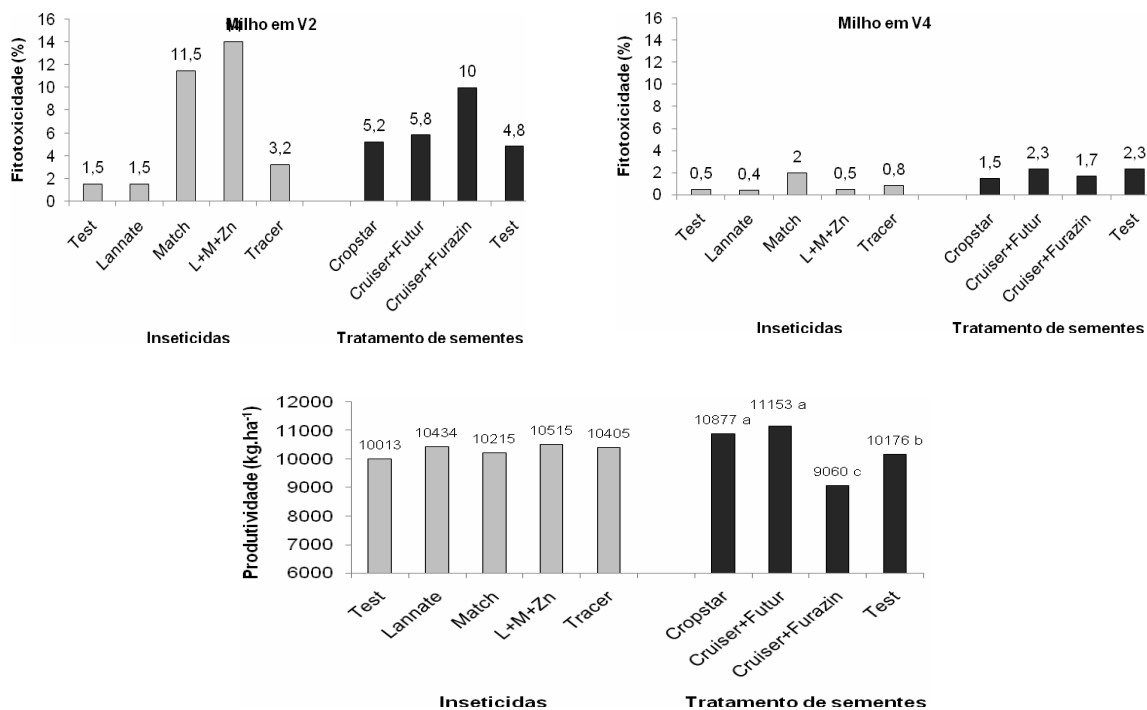 Milho em V2
Fitotoxicidade (%)
16
14
12
10
8
6
4
2
0
1,5
1,5
11,5
14
3,2
5,2
5,8
10
4,8
Test
Lannate
Match
L+M+Zn
Tracer
Cropstar
Cruiser+Futur
Cruiser+Furazin
Test
Inseticidas
Tratamento de sementes
Milho em V4
Fitotoxicidade (%)
16
14
12
10
8
6
4
2
0
0,5
0,4
2
0,5
0,8
1,5
2,3
1,7
2,3
Test
Lannate
Match
L+M+Zn
Tracer
Cropstar
Cruiser+Futur
Cruiser+Furazin
Test
Inseticidas
Tratamento de sementes
Produtividade (kg.ha⁻¹)
12000
11000
10000
9000
8000
7000
6000
10013
10434
10215
10515
10405
10877 a
11153 a
9060 c
10176 b
Test
Lannate
Match
L+M+Zn
Tracer
Cropstar
Cruiser+Futur
Cruiser+Furazin
Test
Inseticidas
Tratamento de sementes